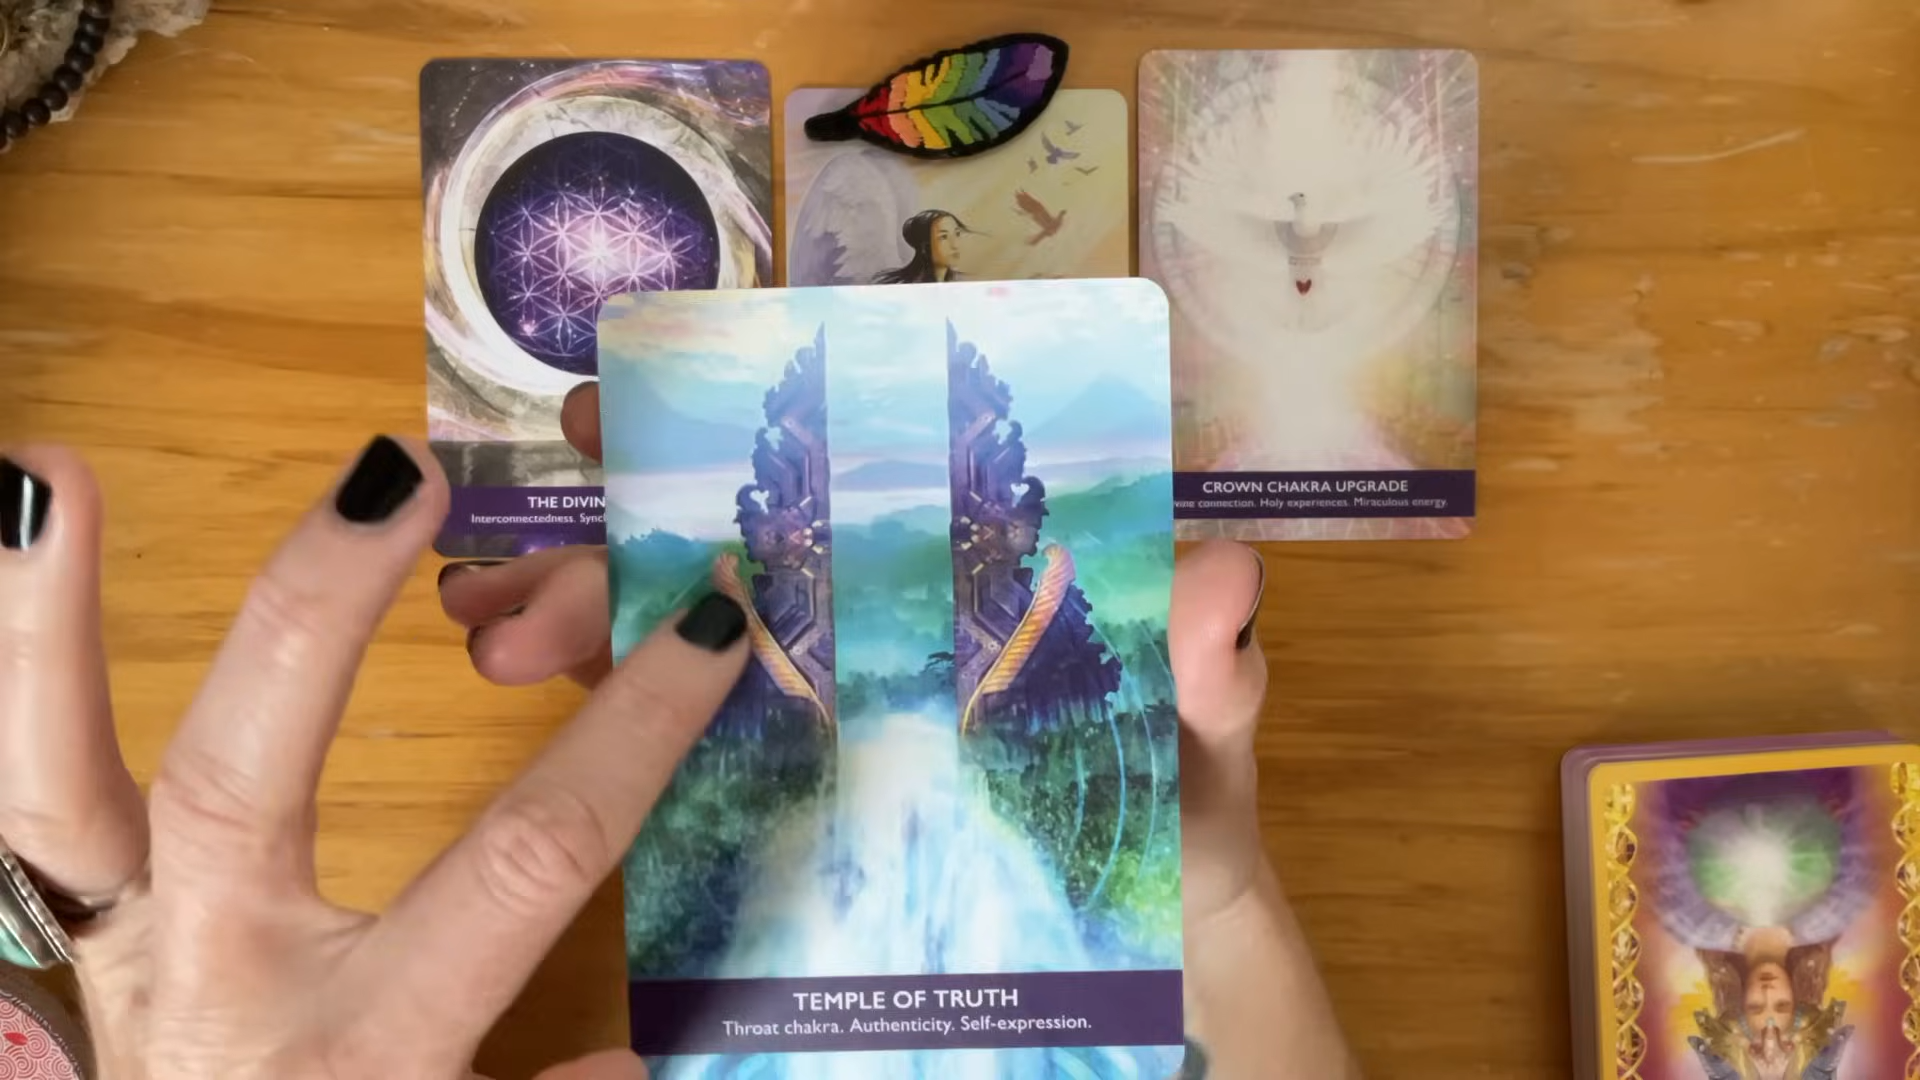 THE DIVIN
Interconnectedness. Sync
CROWN CHAKRA UPGRADE
connection. Holy experiences. Miraculous energy.
TEMPLE OF TRUTH
Throat chakra. Authenticity. Self-expression.